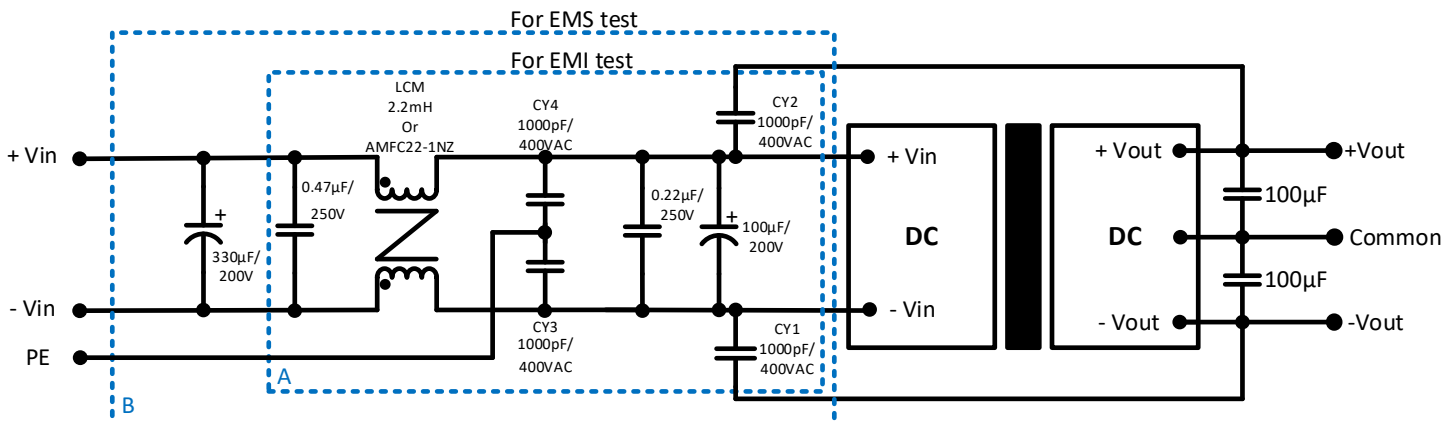 For EMS test
For EMI test
LCM
2.2mH
Or
AMFC22-1NZ
CY4
1000pF/
400VAC
CY2
1000pF/
400VAC
+ Vin
+ Vin
+ Vout
+Vout
0.47µF/
250V
0.22µF/
250V
100µF
+
330µF/
200V
+
100µF/
200V
DC
DC
Common
100µF
- Vin
- Vin
- Vout
-Vout
PE
CY3
1000pF/
400VAC
CY1
1000pF/
400VAC
A
B